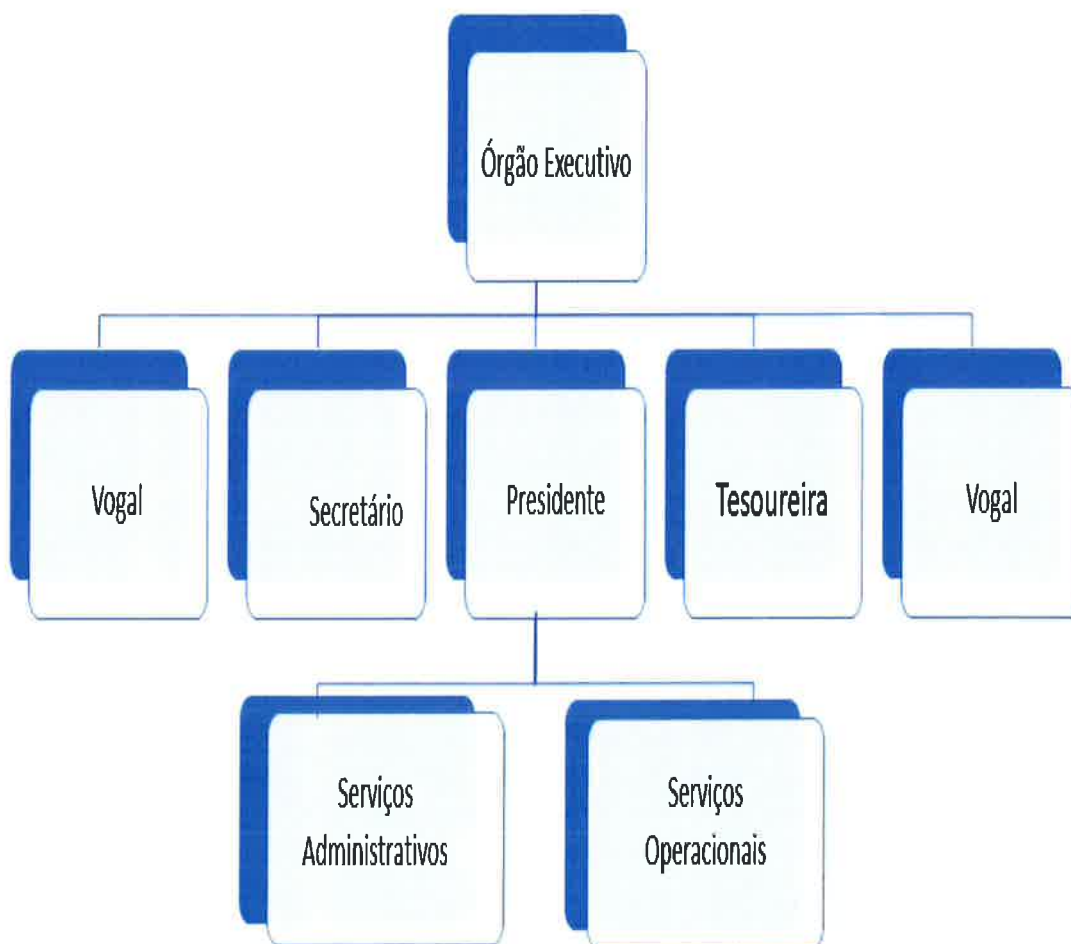 Órgão Executivo
Vogal
Secretário
Presidente
Tesoureira
Vogal
Serviços
Administrativos
Serviços
Operacionais